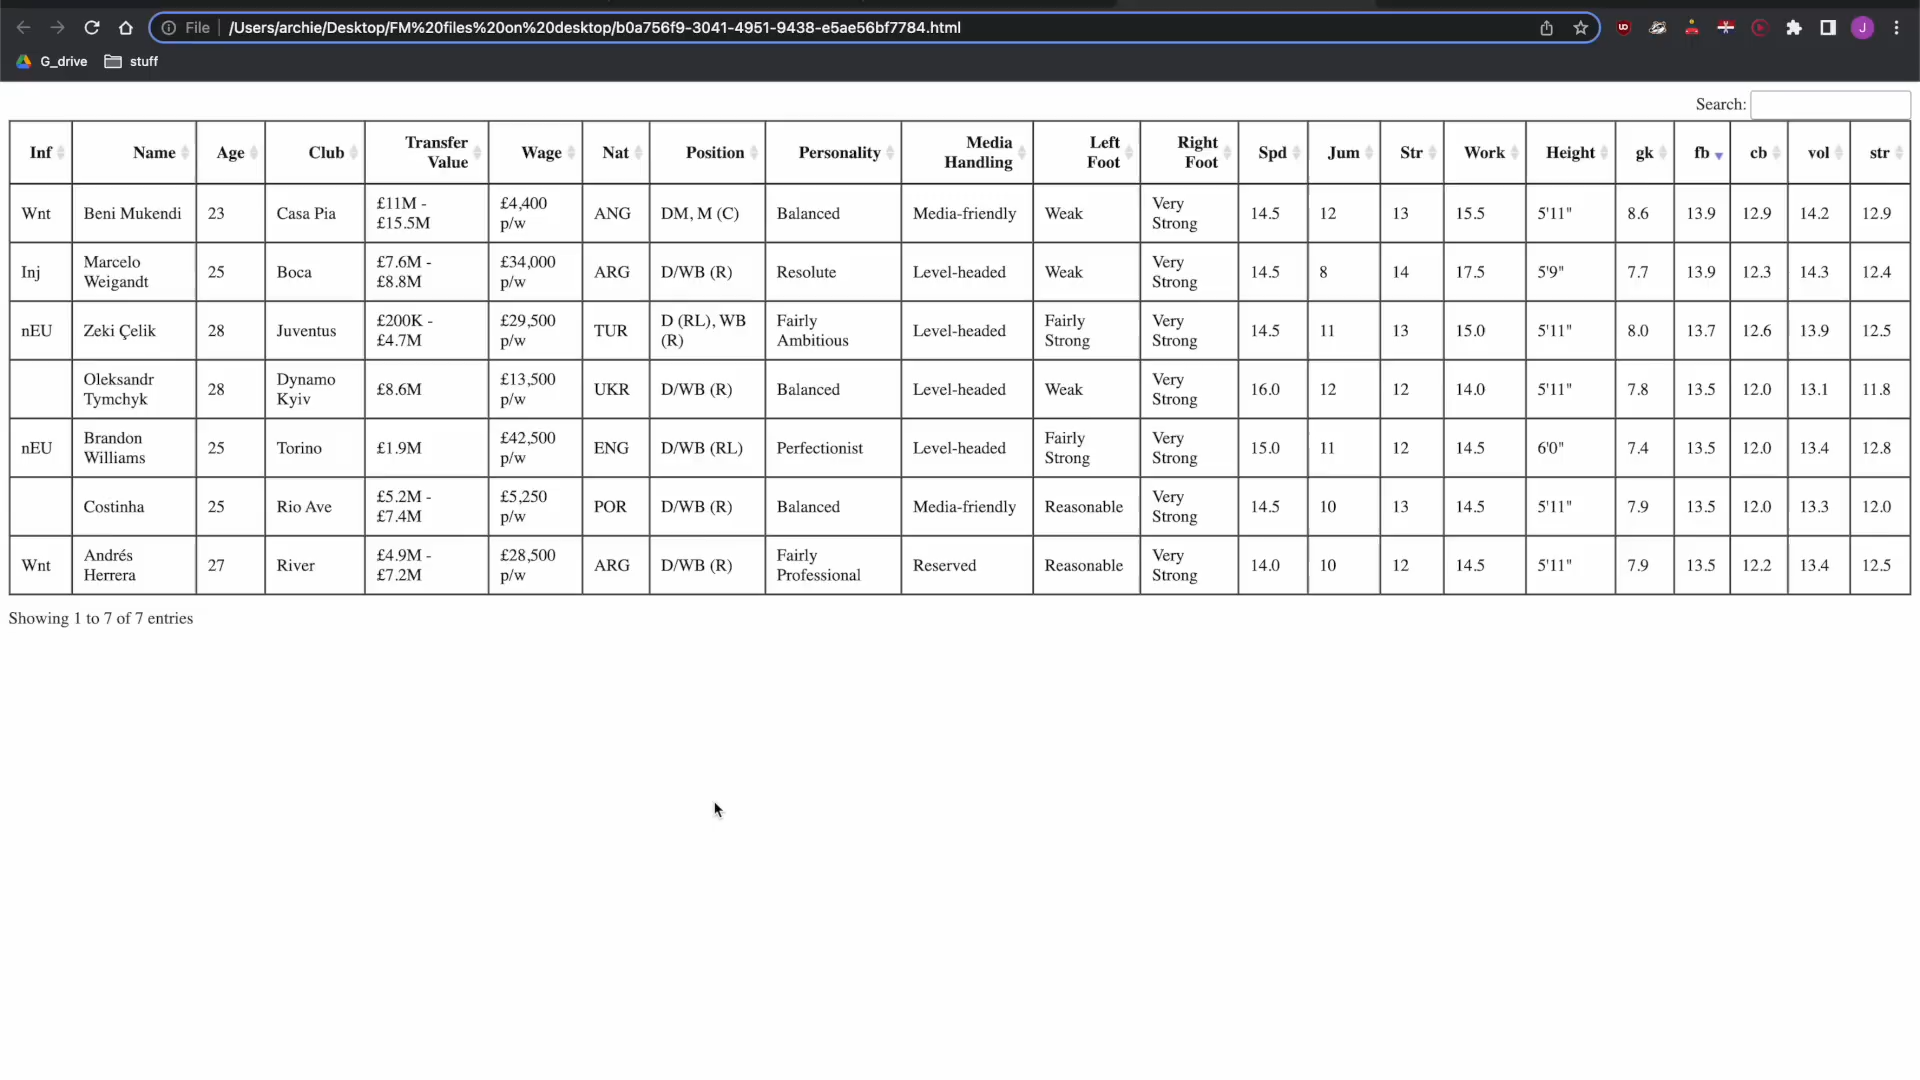 File /Users/archie/Desktop/FM%20files%20on%20desktop/b0a756f9-3041-4951-9438-e5ae56bf7784.html
J
G_drive stuff
Search:
Inf Name Age Club Transfer Value Wage Nat Position Personality Media Handling Left Foot Right Foot Spd Jum Str Work Height gk fb cb vol str
Wnt Beni Mukendi 23 Casa Pia £11M - £15.5M £4,400 p/w ANG DM, M (C) Balanced Media-friendly Weak Very Strong 14.5 12 13 15.5 5'11" 8.6 13.9 12.9 14.2 12.9
Inj Marcelo Weigandt 25 Boca £7.6M - £8.8M £34,000 p/w ARG D/WB (R) Resolute Level-headed Weak Very Strong 14.5 8 14 17.5 5'9" 7.7 13.9 12.3 14.3 12.4
nEU Zeki Çelik 28 Juventus £200K - £4.7M £29,500 p/w TUR D (RL), WB (R) Fairly Ambitious Level-headed Fairly Strong Very Strong 14.5 11 13 15.0 5'11" 8.0 13.7 12.6 13.9 12.5
Oleksandr Tymchyk 28 Dynamo Kyiv £8.6M £13,500 p/w UKR D/WB (R) Balanced Level-headed Weak Very Strong 16.0 12 12 14.0 5'11" 7.8 13.5 12.0 13.1 11.8
nEU Brandon Williams 25 Torino £1.9M £42,500 p/w ENG D/WB (RL) Perfectionist Level-headed Fairly Strong Very Strong 15.0 11 12 14.5 6'0" 7.4 13.5 12.0 13.4 12.8
Costinha 25 Rio Ave £5.2M - £7.4M £5,250 p/w POR D/WB (R) Balanced Media-friendly Reasonable Very Strong 14.5 10 13 14.5 5'11" 7.9 13.5 12.0 13.3 12.0
Wnt Andrés Herrera 27 River £4.9M - £7.2M £28,500 p/w ARG D/WB (R) Fairly Professional Reserved Reasonable Very Strong 14.0 10 12 14.5 5'11" 7.9 13.5 12.2 13.4 12.5
Showing 1 to 7 of 7 entries